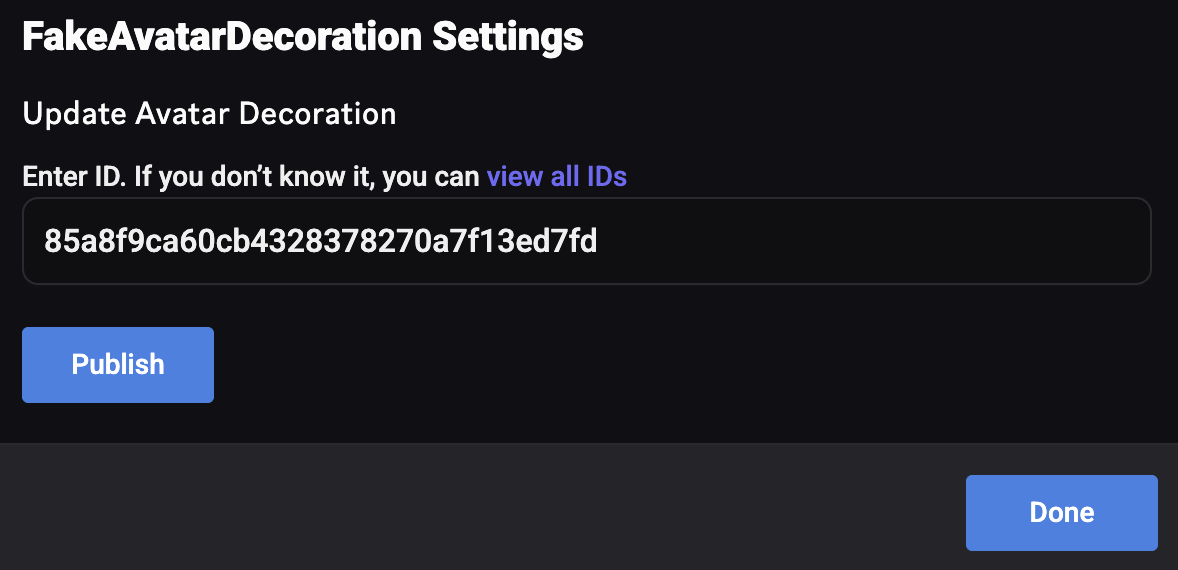 FakeAvatarDecoration Settings
Update Avatar Decoration
Enter ID. If you don’t know it, you can view all IDs
85a8f9ca60cb4328378270a7f13ed7fd
Publish
Done